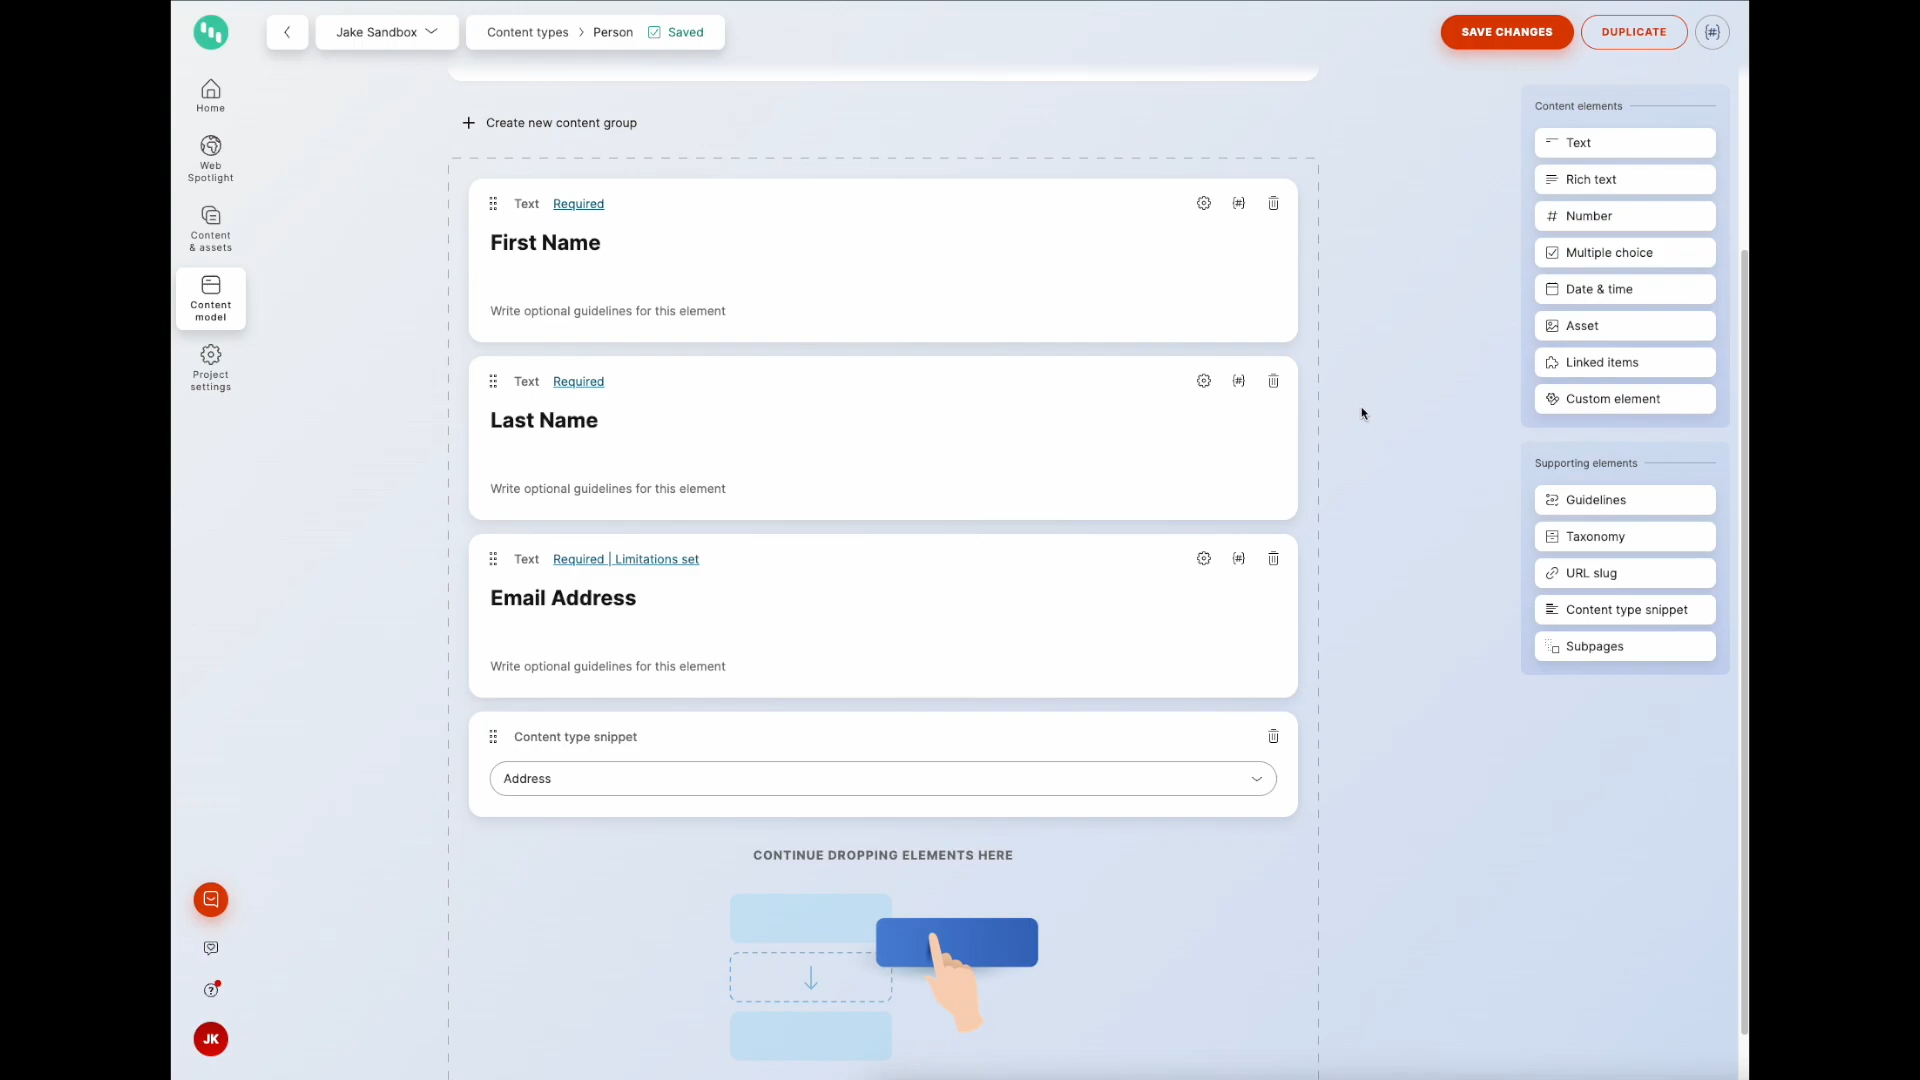 Jake Sandbox
Content types > Person Saved
SAVE CHANGES
DUPLICATE
{#}
Home
Web
Spotlight
Content
& assets
Content
model
Project
settings
JK
Create new content group
Text Required
{#}
First Name
Write optional guidelines for this element
Text Required
{#}
Last Name
Write optional guidelines for this element
Text Required | Limitations set
{#}
Email Address
Write optional guidelines for this element
Content type snippet
Address
CONTINUE DROPPING ELEMENTS HERE
Content elements
Text
Rich text
# Number
Multiple choice
Date & time
Asset
Linked items
Custom element
Supporting elements
Guidelines
Taxonomy
URL slug
Content type snippet
Subpages